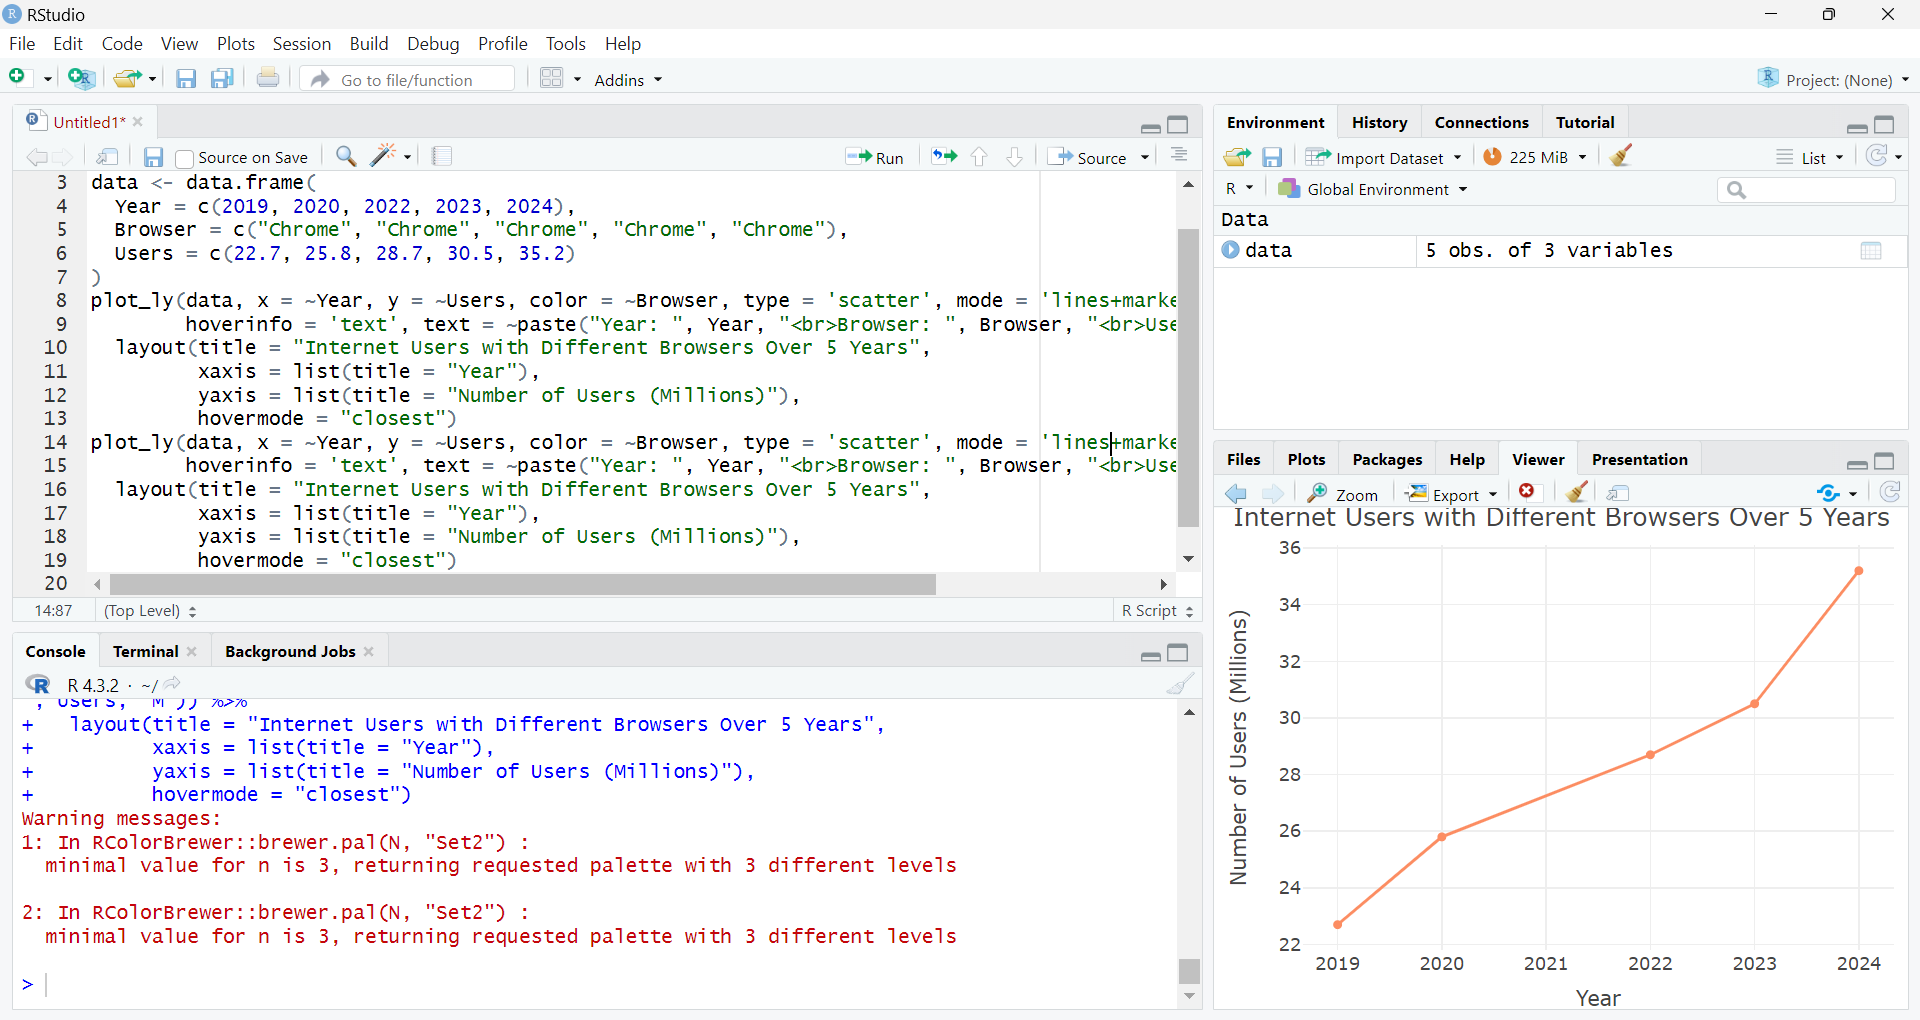 RStudio
File Edit Code View Plots Session Build Debug Profile Tools Help
Go to file/function Addins Project: (None)
Untitled1*
Source on Save Run Source
3 data <- data.frame(
4 Year = c(2019, 2020, 2022, 2023, 2024),
5 Browser = c("Chrome", "Chrome", "Chrome", "Chrome", "Chrome"),
6 Users = c(22.7, 25.8, 28.7, 30.5, 35.2)
7 )
8 plot_ly(data, x = ~Year, y = ~Users, color = ~Browser, type = 'scatter', mode = 'lines+marke
9 hoverinfo = 'text', text = ~paste("Year: ", Year, "<br>Browser: ", Browser, "<br>Use
10 layout(title = "Internet Users with Different Browsers Over 5 Years",
11 xaxis = list(title = "Year"),
12 yaxis = list(title = "Number of Users (Millions)"),
13 hovermode = "closest")
14 plot_ly(data, x = ~Year, y = ~Users, color = ~Browser, type = 'scatter', mode = 'lines+marke
15 hoverinfo = 'text', text = ~paste("Year: ", Year, "<br>Browser: ", Browser, "<br>Use
16 layout(title = "Internet Users with Different Browsers Over 5 Years",
17 xaxis = list(title = "Year"),
18 yaxis = list(title = "Number of Users (Millions)"),
19 hovermode = "closest")
20
14:87 (Top Level) R Script
Console Terminal Background Jobs
R 4.3.2 · ~/
, Users, "M")) %>%
+ layout(title = "Internet Users with Different Browsers Over 5 Years",
+ xaxis = list(title = "Year"),
+ yaxis = list(title = "Number of Users (Millions)"),
+ hovermode = "closest")
Warning messages:
1: In RColorBrewer::brewer.pal(N, "Set2") :
minimal value for n is 3, returning requested palette with 3 different levels
2: In RColorBrewer::brewer.pal(N, "Set2") :
minimal value for n is 3, returning requested palette with 3 different levels
>
Environment History Connections Tutorial
Import Dataset 225 MiB List
R Global Environment
Data
data 5 obs. of 3 variables
Files Plots Packages Help Viewer Presentation
Zoom Export
Internet Users with Different Browsers Over 5 Years
Number of Users (Millions)
36
34
32
30
28
26
24
22
2019 2020 2021 2022 2023 2024
Year